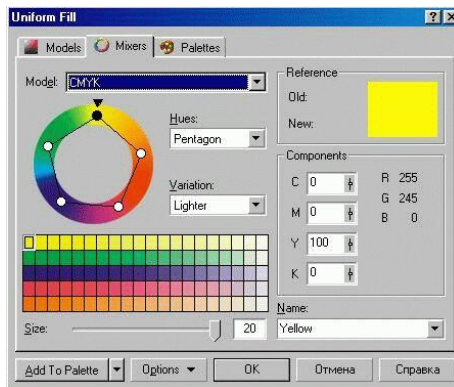 Uniform Fill
Models Mixers Palettes
Model: CMYK
Hues:
Pentagon
Variation:
Lighter
Size: 20
Reference
Old:
New:
Components
C 0 R 255
M 0 G 245
Y 100 B 0
K 0
Name:
Yellow
Add To Palette Options OK Отмена Справка